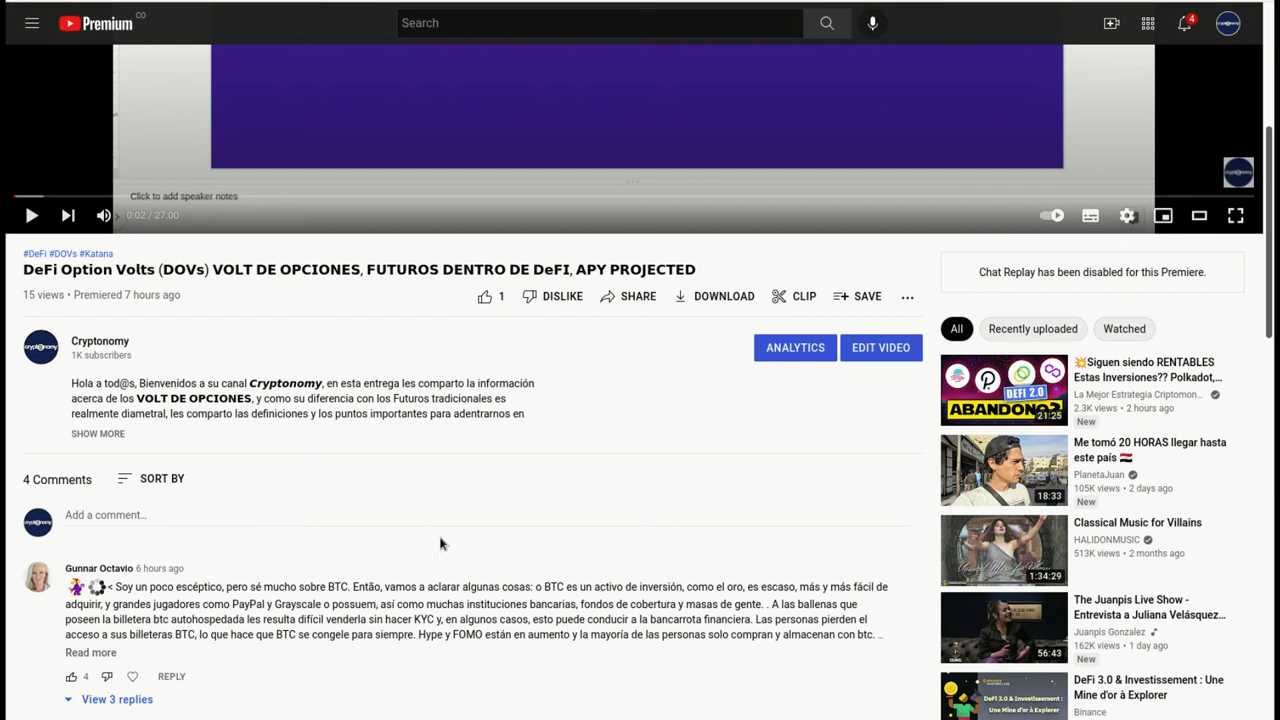 Premium CO
Search
4
Click to add speaker notes
0:02 / 27:00
#DeFi #DOVs #Katana
DeFi Option Volts (DOVs) VOLT DE OPCIONES, FUTUROS DENTRO DE DeFI, APY PROJECTED
15 views • Premiered 7 hours ago
1
DISLIKE
SHARE
DOWNLOAD
CLIP
SAVE
Cryptonomy
1K subscribers
ANALYTICS
EDIT VIDEO
Hola a tod@s, Bienvenidos a su canal Cryptonomy, en esta entrega les comparto la información
acerca de los VOLT DE OPCIONES, y como su diferencia con los Futuros tradicionales es
realmente diametral, les comparto las definiciones y los puntos importantes para adentrarnos en
SHOW MORE
4 Comments
SORT BY
Add a comment...
Gunnar Octavio 6 hours ago
< Soy un poco escéptico, pero sé mucho sobre BTC. Então, vamos a aclarar algunas cosas: o BTC es un activo de inversión, como el oro, es escaso, más y más fácil de
adquirir, y grandes jugadores como PayPal y Grayscale o possuem, así como muchas instituciones bancarias, fondos de cobertura y masas de gente. . A las ballenas que
poseen la billetera btc autohospedada les resulta difícil venderla sin hacer KYC y, en algunos casos, esto puede conducir a la bancarrota financiera. Las personas pierden el
acceso a sus billeteras BTC, lo que hace que BTC se congele para siempre. Hype y FOMO están en aumento y la mayoría de las personas solo compran y almacenan con btc. ..
Read more
4
REPLY
View 3 replies
Chat Replay has been disabled for this Premiere.
All
Recently uploaded
Watched
DEFI 2.0
ABANDONO?
21:25
💥Siguen siendo RENTABLES
Estas Inversiones?? Polkadot,...
La Mejor Estrategia Criptomon...
2.3K views • 2 hours ago
New
18:33
Me tomó 20 HORAS llegar hasta
este país 🇪🇬
PlanetaJuan
105K views • 2 days ago
New
1:34:29
Classical Music for Villains
HALIDONMUSIC
513K views • 2 months ago
56:43
The Juanpis Live Show -
Entrevista a Juliana Velásquez...
Juanpis Gonzalez
162K views • 1 day ago
New
DeFi 3.0 & Investissement :
Une Mine d'or à Explorer
DeFi 3.0 & Investissement : Une
Mine d'or à Explorer
Binance